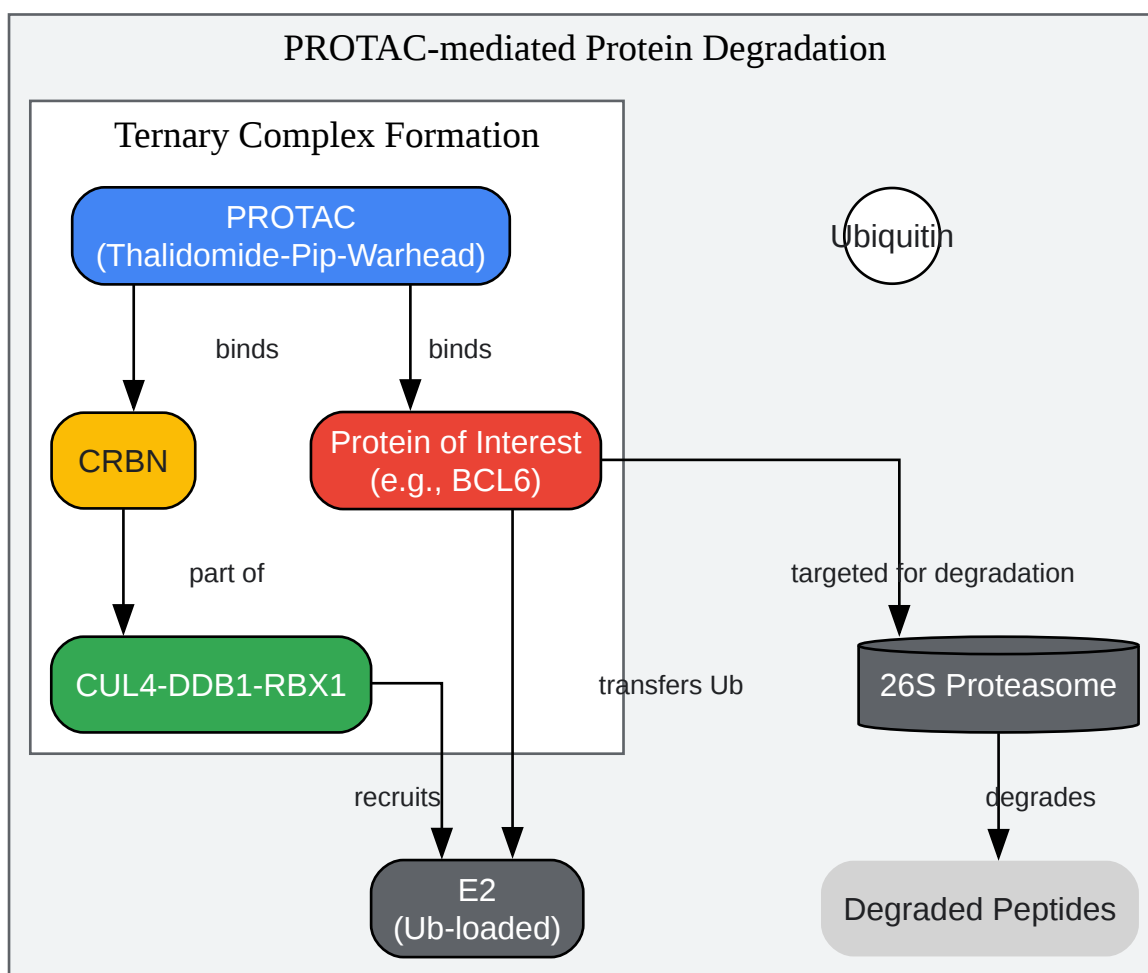 PROTAC-mediated Protein Degradation
Ternary Complex Formation
PROTAC
(Thalidomide-Pip-Warhead)
Ubiquitin
binds
binds
CRBN
Protein of Interest
(e.g., BCL6)
part of
targeted for degradation
CUL4-DDB1-RBX1
transfers Ub
26S Proteasome
recruits
degrades
E2
(Ub-loaded)
Degraded Peptides